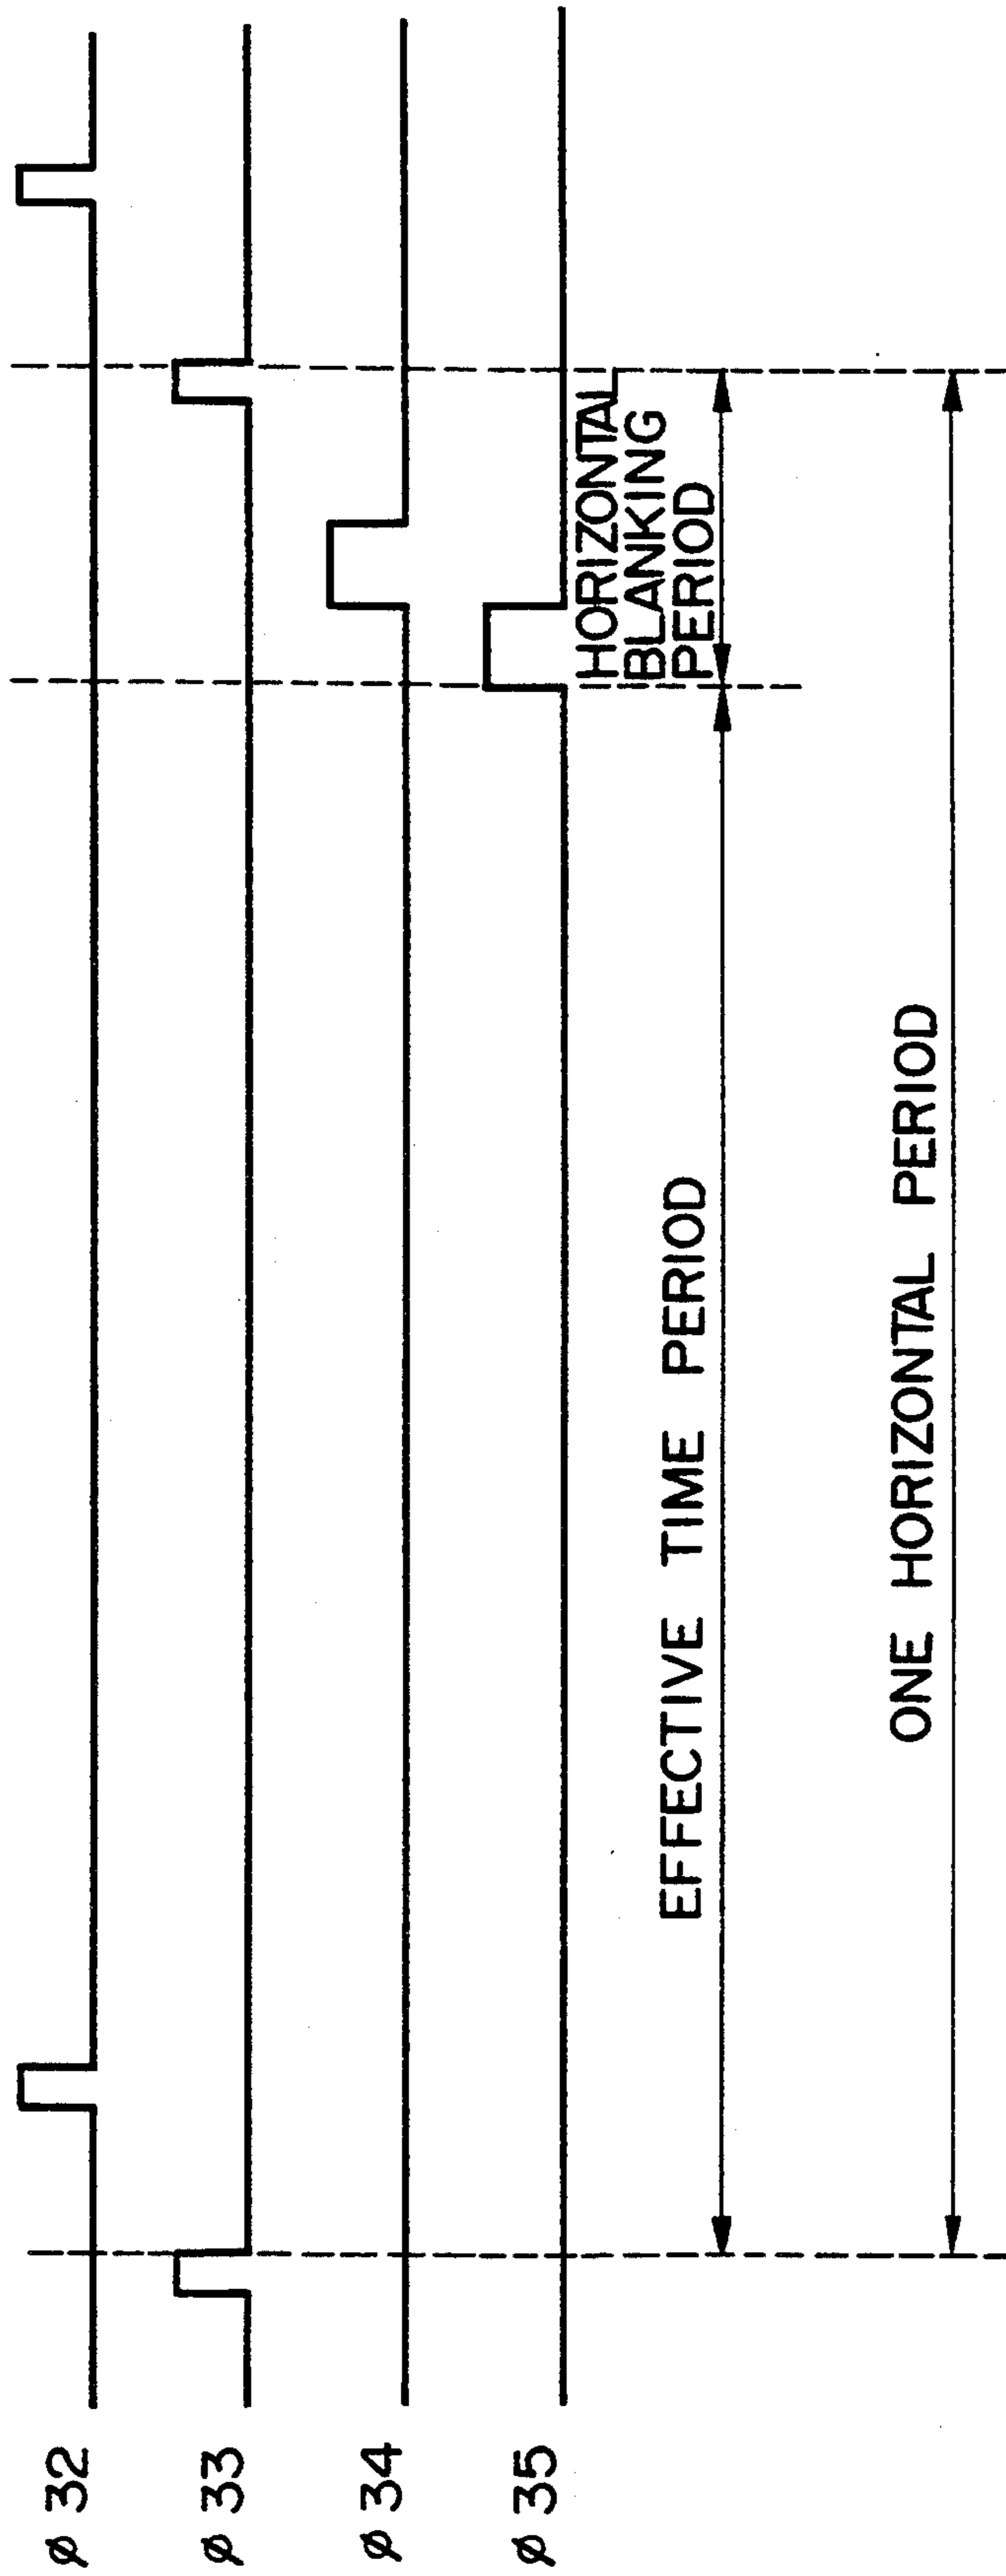 ø 32
ø 33
ø 34
ø 35
HORIZONTAL
BLANKING
PERIOD
EFFECTIVE TIME PERIOD
ONE HORIZONTAL PERIOD